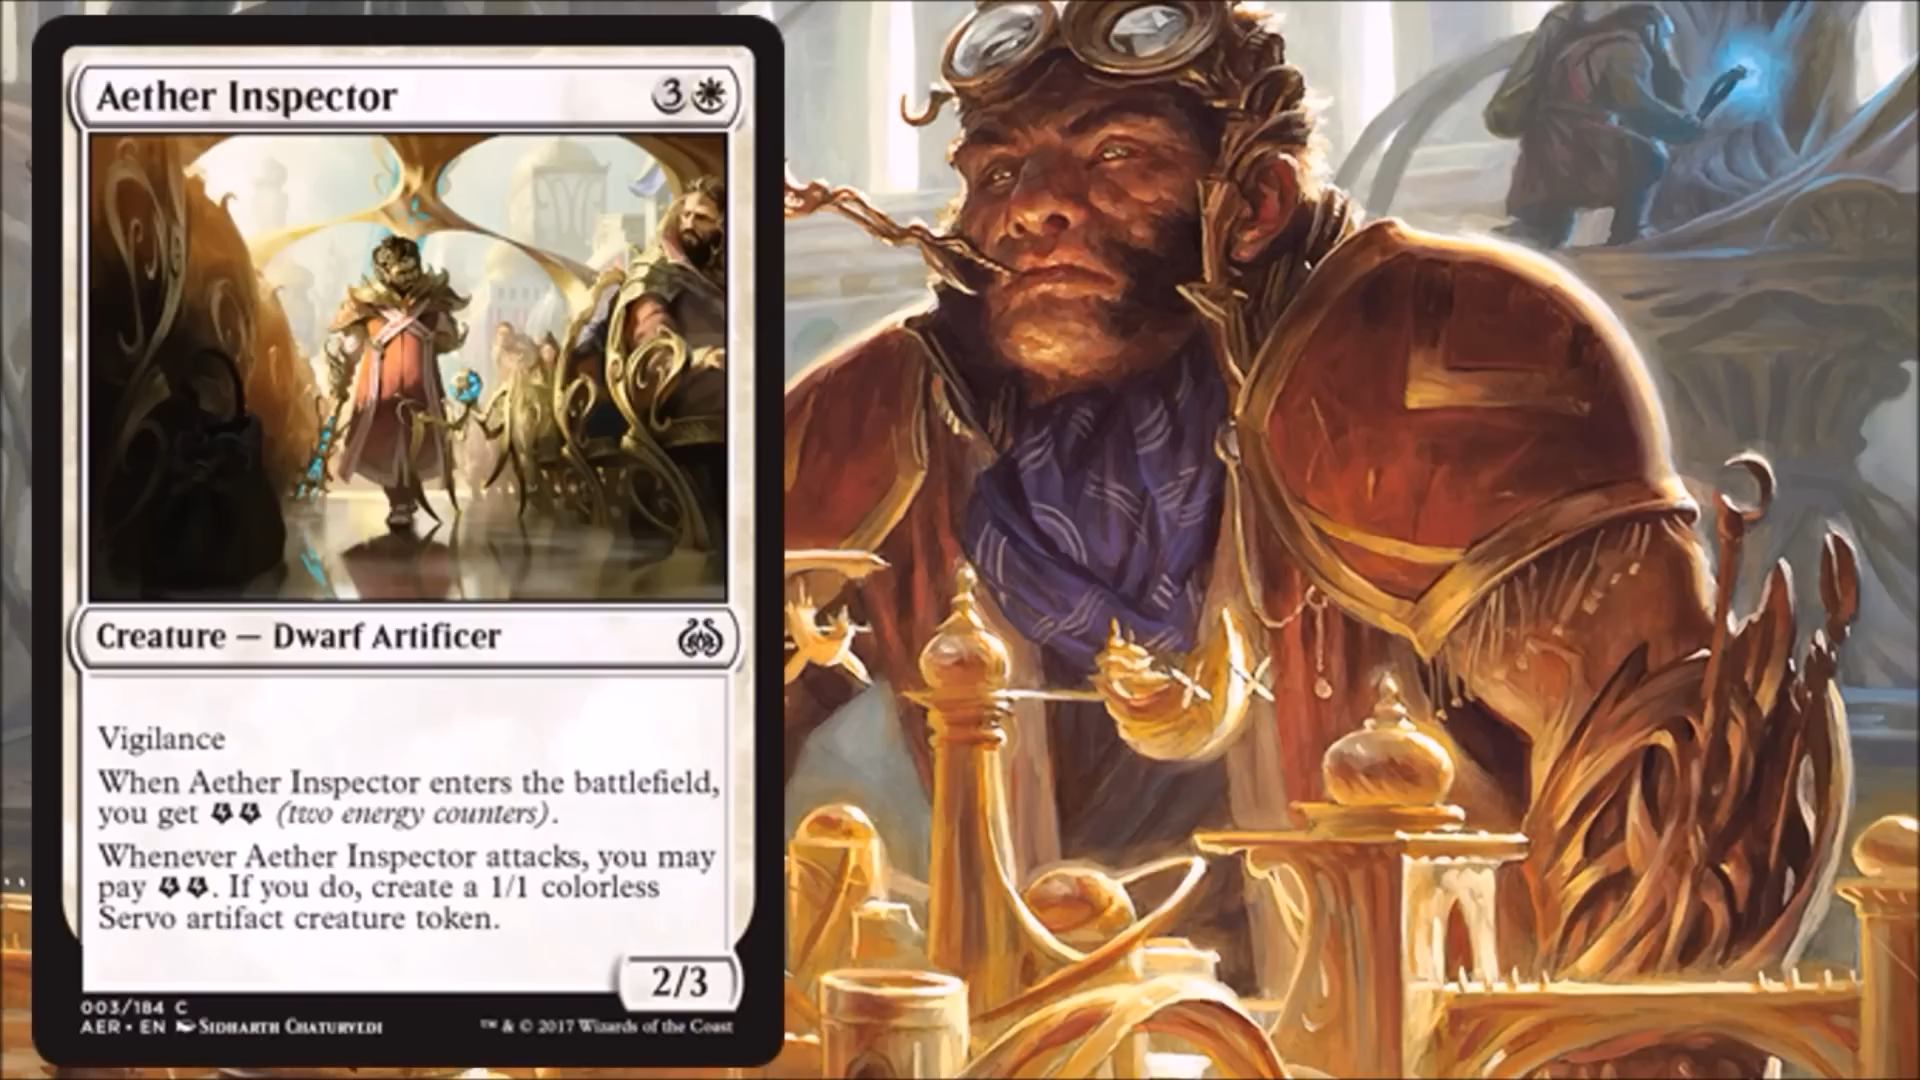 Aether Inspector 3
Creature — Dwarf Artificer
Vigilance
When Aether Inspector enters the battlefield,
you get (two energy counters).
Whenever Aether Inspector attacks, you may
pay . If you do, create a 1/1 colorless
Servo artifact creature token.
2/3
003/184 C
AER • EN Sidharth Chaturvedi
™ & © 2017 Wizards of the Coast